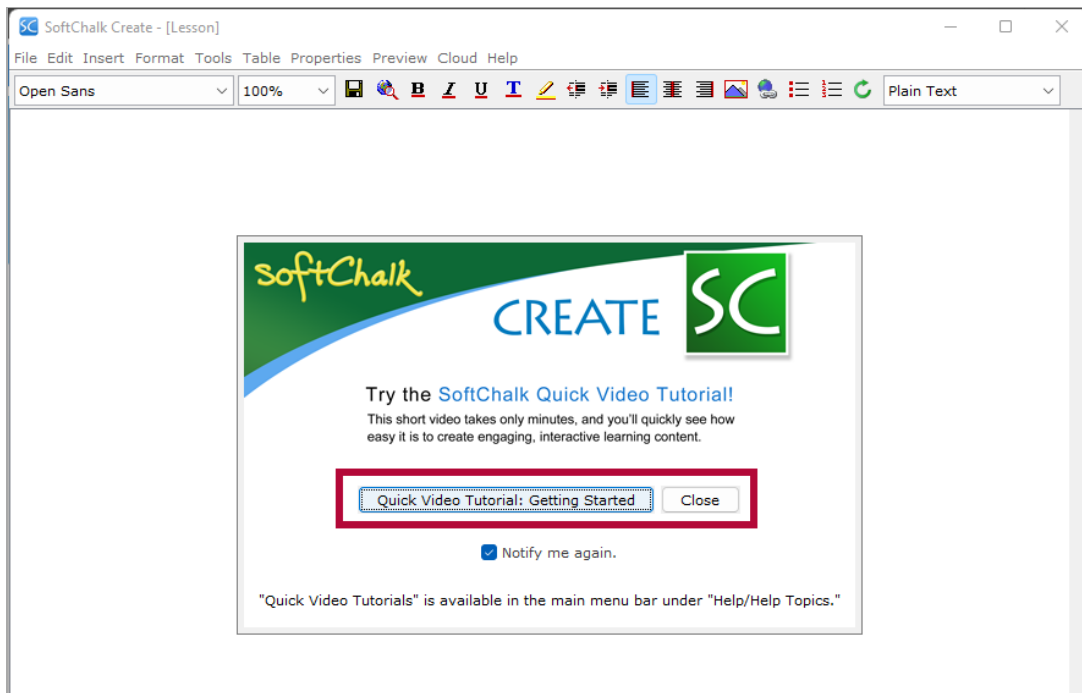 SC SoftChalk Create - [Lesson]
File Edit Insert Format Tools Table Properties Preview Cloud Help
Open Sans 100% B I U T Plain Text
SoftChalk
CREATE SC
Try the SoftChalk Quick Video Tutorial!
This short video takes only minutes, and you'll quickly see how
easy it is to create engaging, interactive learning content.
Quick Video Tutorial: Getting Started Close
Notify me again.
"Quick Video Tutorials" is available in the main menu bar under "Help/Help Topics."